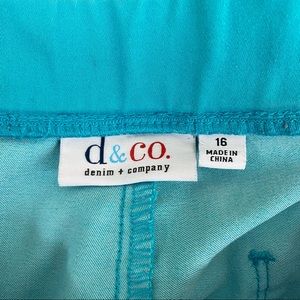 d&co.
denim + company
16
MADE IN
CHINA